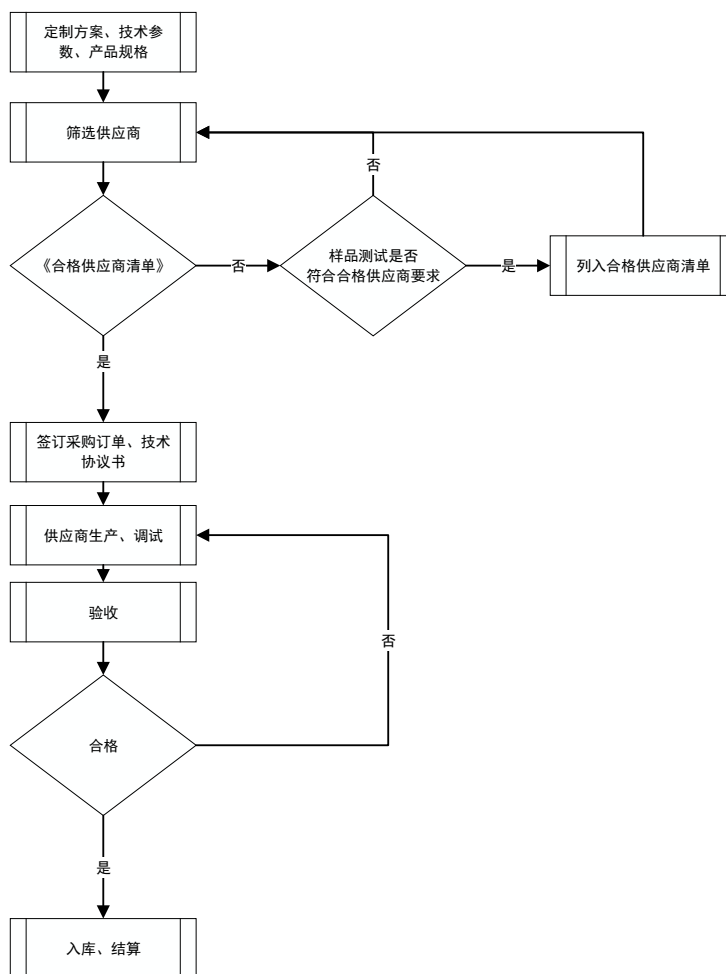 定制方案、技术参
数、产品规格
筛选供应商
否
《合格供应商清单》
否
样品测试是否
符合合格供应商要求
是
列入合格供应商清单
是
签订采购订单、技术
协议书
供应商生产、调试
验收
否
合格
是
入库、结算